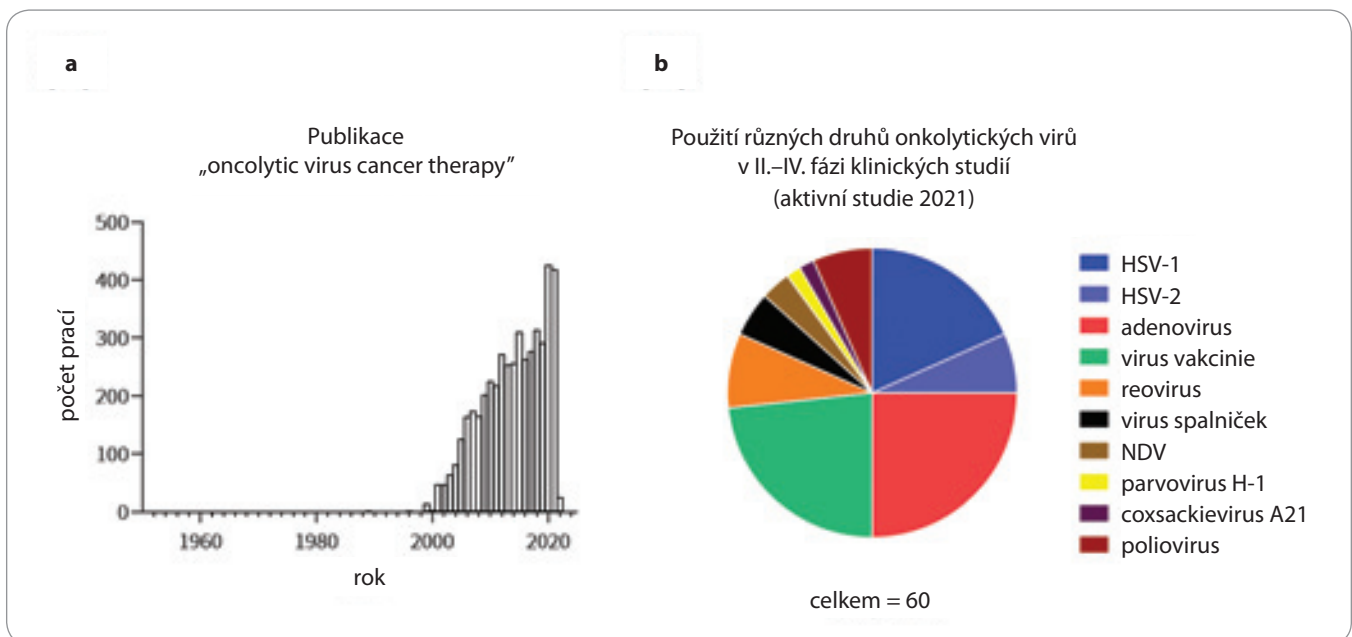 a
Publikace
„oncolytic virus cancer therapy”
500
400
300
200
100
0
počet prací
1960 1980 2000 2020
rok
b
Použití různých druhů onkolytických virů
v II.–IV. fázi klinických studií
(aktivní studie 2021)
HSV-1
HSV-2
adenovirus
virus vakcinie
reovirus
virus spalniček
NDV
parvovirus H-1
coxsackievirus A21
poliovirus
celkem = 60